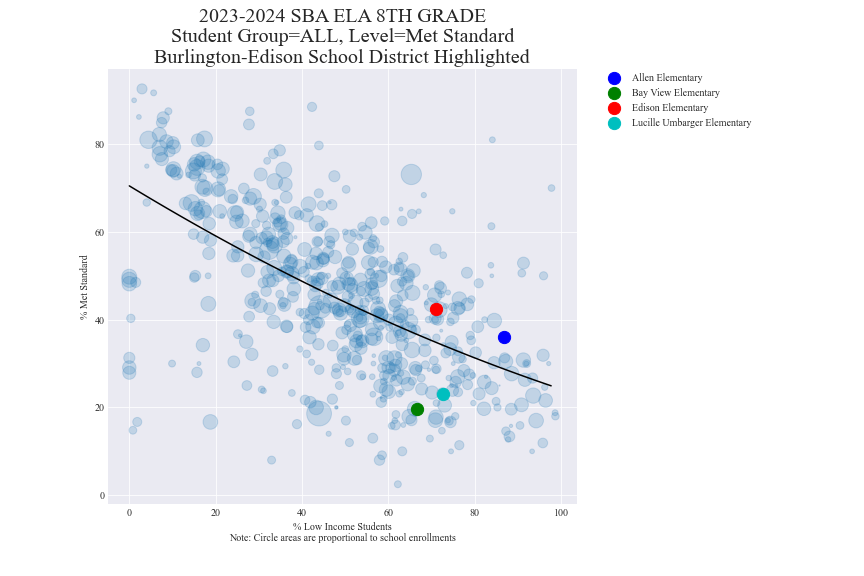 2023-2024 SBA ELA 8TH GRADE
Student Group=ALL, Level=Met Standard
Burlington-Edison School District Highlighted
Allen Elementary
Bay View Elementary
Edison Elementary
Lucille Umbarger Elementary
% Met Standard
80
60
40
20
0
0 20 40 60 80 100
% Low Income Students
Note: Circle areas are proportional to school enrollments